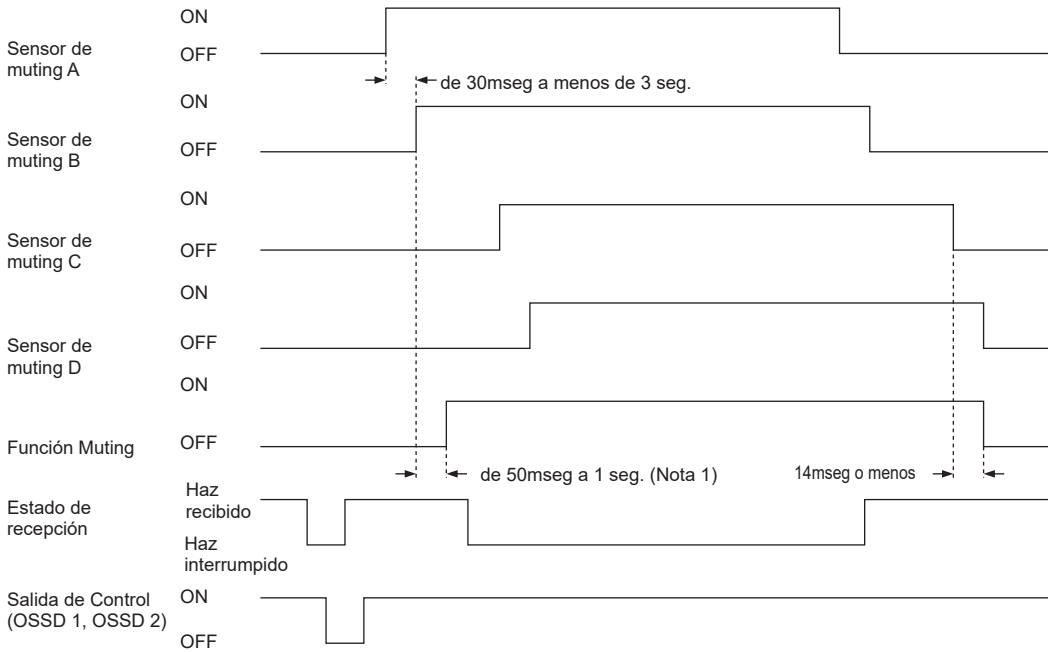 ON
Sensor de
muting A
OFF
de 30mseg a menos de 3 seg.
ON
Sensor de
muting B
OFF
ON
Sensor de
muting C
OFF
ON
Sensor de
muting D
OFF
ON
Función Muting
OFF
de 50mseg a 1 seg. (Nota 1)
14mseg o menos
Estado de
recepción
Haz
recibido
Haz
interrumpido
Salida de Control
(OSSD 1, OSSD 2)
ON
OFF